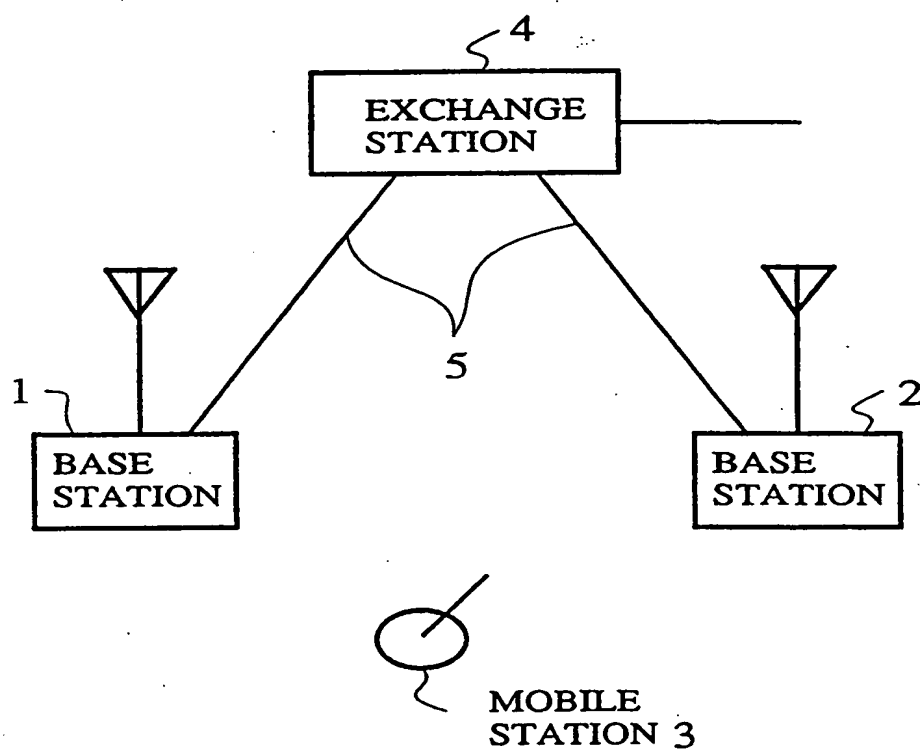 4
EXCHANGE
STATION
5
1
2
BASE
STATION
BASE
STATION
MOBILE
STATION 3